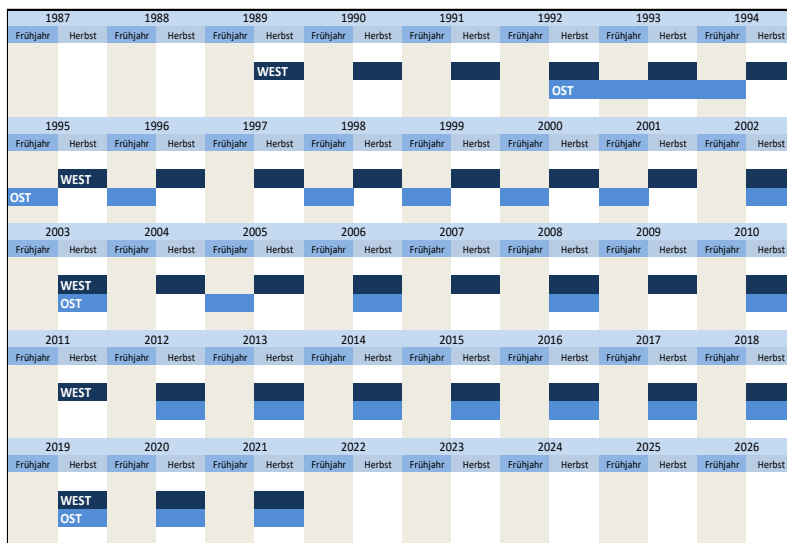 1987 1988 1989 1990 1991 1992 1993 1994
Frühjahr Herbst Frühjahr Herbst Frühjahr Herbst Frühjahr Herbst Frühjahr Herbst Frühjahr Herbst Frühjahr Herbst Frühjahr Herbst
WEST
OST
1995 1996 1997 1998 1999 2000 2001 2002
Frühjahr Herbst Frühjahr Herbst Frühjahr Herbst Frühjahr Herbst Frühjahr Herbst Frühjahr Herbst Frühjahr Herbst Frühjahr Herbst
WEST
OST
2003 2004 2005 2006 2007 2008 2009 2010
Frühjahr Herbst Frühjahr Herbst Frühjahr Herbst Frühjahr Herbst Frühjahr Herbst Frühjahr Herbst Frühjahr Herbst Frühjahr Herbst
WEST
OST
2011 2012 2013 2014 2015 2016 2017 2018
Frühjahr Herbst Frühjahr Herbst Frühjahr Herbst Frühjahr Herbst Frühjahr Herbst Frühjahr Herbst Frühjahr Herbst Frühjahr Herbst
WEST
2019 2020 2021 2022 2023 2024 2025 2026
Frühjahr Herbst Frühjahr Herbst Frühjahr Herbst Frühjahr Herbst Frühjahr Herbst Frühjahr Herbst Frühjahr Herbst Frühjahr Herbst
WEST
OST